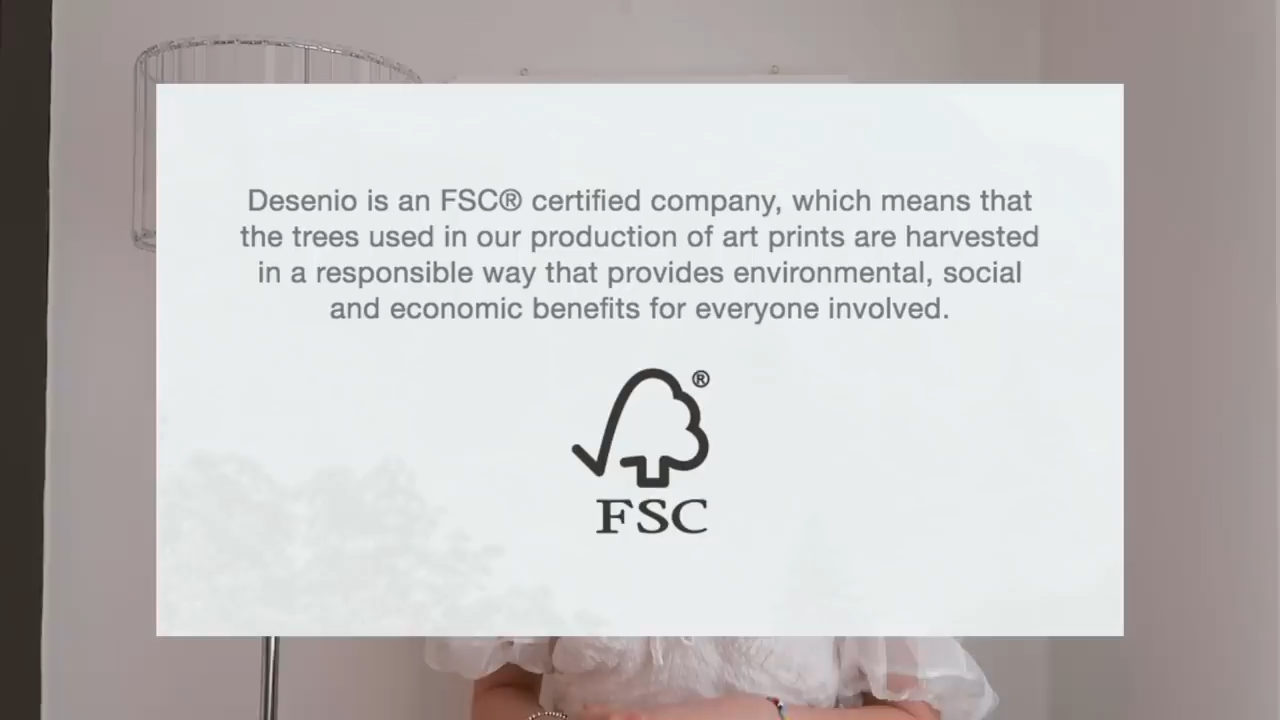 Desenio is an FSC® certified company, which means that
the trees used in our production of art prints are harvested
in a responsible way that provides environmental, social
and economic benefits for everyone involved.
®
FSC